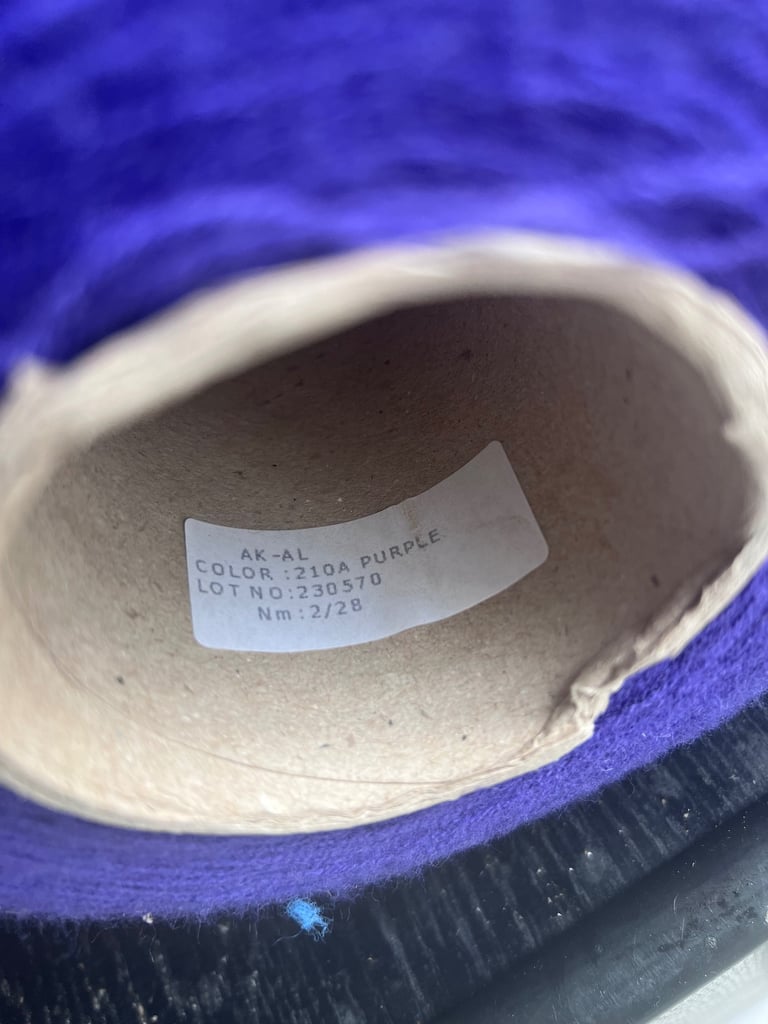 AK-AL
COLOR :210A PURPLE
LOT NO:230570
Nm:2/28